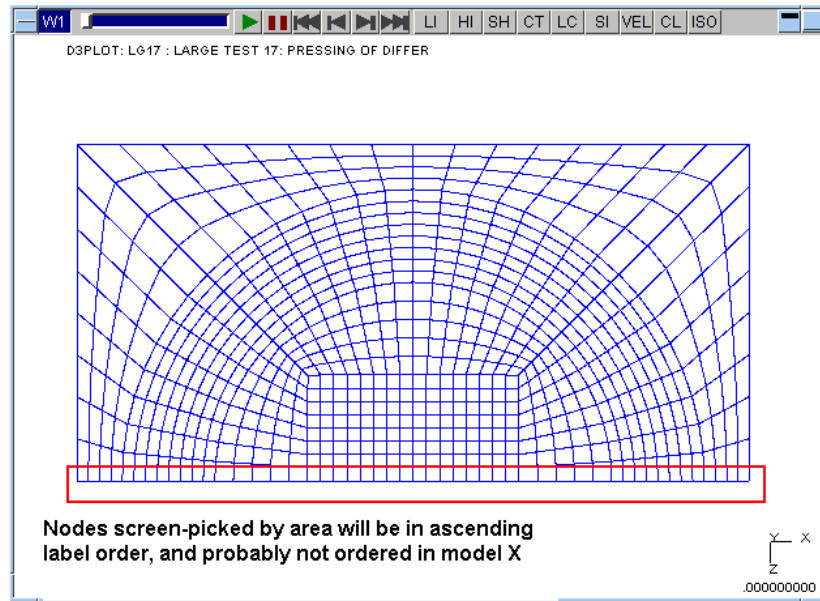 W1 LI HI SH CT LC SI VEL CL ISO
D3PLOT: LG17 : LARGE TEST 17: PRESSING OF DIFFER
Nodes screen-picked by area will be in ascending
label order, and probably not ordered in model X
Y X
Z
.000000000